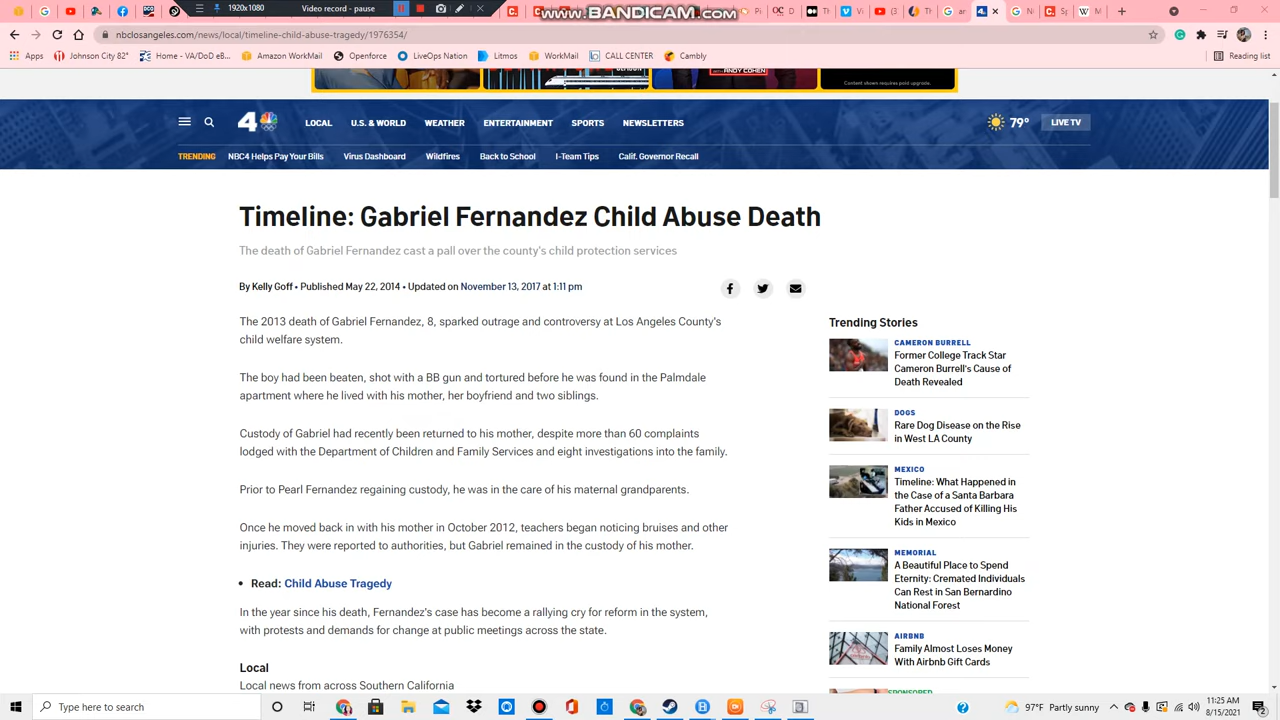 1920x1080 Video record - pause
www.BANDICAM.com
nbclosangeles.com/news/local/timeline-child-abuse-tragedy/1976354/
Apps Johnson City 82° Home - VA/DoD eB... Amazon WorkMail Openforce LiveOps Nation Litmos WorkMail CALL CENTER Cambly Reading list
ANDY COHEN
Content shown requires paid upgrade.
4 LOCAL U.S. & WORLD WEATHER ENTERTAINMENT SPORTS NEWSLETTERS 79° LIVE TV
TRENDING NBC4 Helps Pay Your Bills Virus Dashboard Wildfires Back to School I-Team Tips Calif. Governor Recall
Timeline: Gabriel Fernandez Child Abuse Death
The death of Gabriel Fernandez cast a pall over the county's child protection services
By Kelly Goff • Published May 22, 2014 • Updated on November 13, 2017 at 1:11 pm
The 2013 death of Gabriel Fernandez, 8, sparked outrage and controversy at Los Angeles County's
child welfare system.
The boy had been beaten, shot with a BB gun and tortured before he was found in the Palmdale
apartment where he lived with his mother, her boyfriend and two siblings.
Custody of Gabriel had recently been returned to his mother, despite more than 60 complaints
lodged with the Department of Children and Family Services and eight investigations into the family.
Prior to Pearl Fernandez regaining custody, he was in the care of his maternal grandparents.
Once he moved back in with his mother in October 2012, teachers began noticing bruises and other
injuries. They were reported to authorities, but Gabriel remained in the custody of his mother.
• Read: Child Abuse Tragedy
In the year since his death, Fernandez's case has become a rallying cry for reform in the system,
with protests and demands for change at public meetings across the state.
Local
Local news from across Southern California
Trending Stories
CAMERON BURRELL
Former College Track Star
Cameron Burrell's Cause of
Death Revealed
DOGS
Rare Dog Disease on the Rise
in West LA County
MEXICO
Timeline: What Happened in
the Case of a Santa Barbara
Father Accused of Killing His
Kids in Mexico
MEMORIAL
A Beautiful Place to Spend
Eternity: Cremated Individuals
Can Rest in San Bernardino
National Forest
AIRBNB
Family Almost Loses Money
With Airbnb Gift Cards
SPONSORED
Type here to search
97°F Partly sunny
11:25 AM
8/15/2021
2